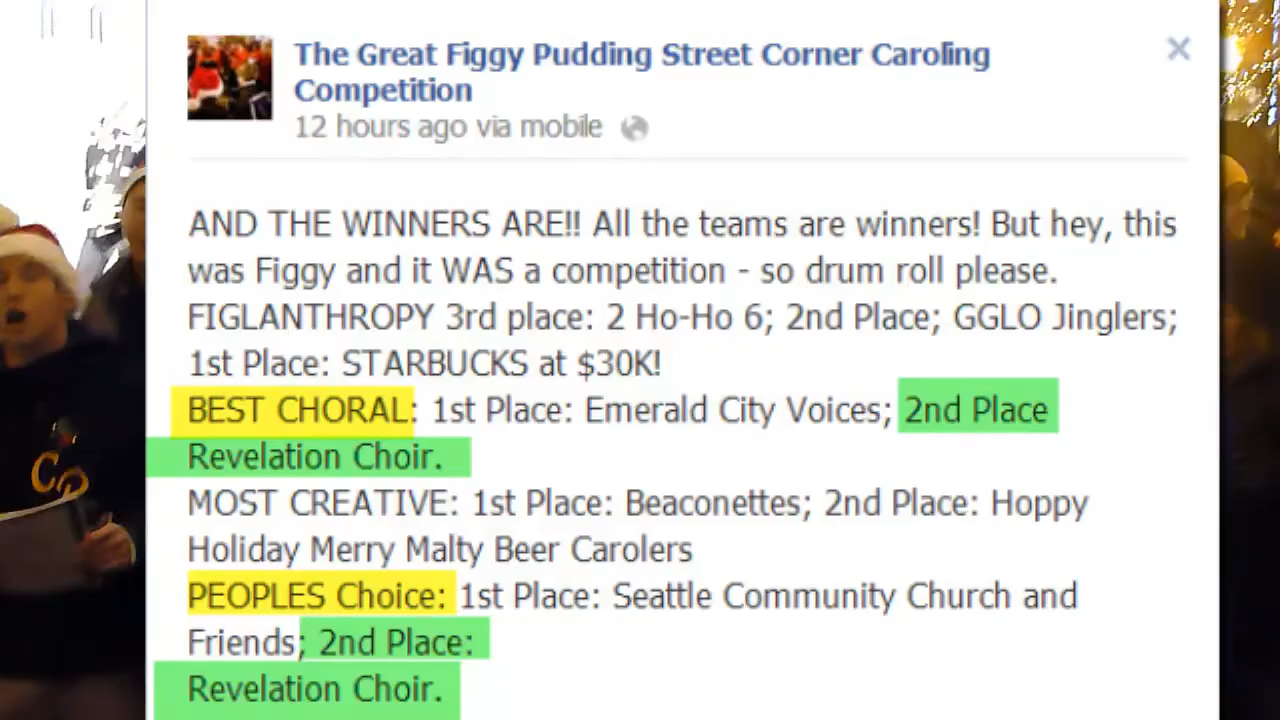 The Great Figgy Pudding Street Corner Caroling
Competition
12 hours ago via mobile
AND THE WINNERS ARE!! All the teams are winners! But hey, this
was Figgy and it WAS a competition - so drum roll please.
FIGLANTHROPY 3rd place: 2 Ho-Ho 6; 2nd Place; GGLO Jinglers;
1st Place: STARBUCKS at $30K!
BEST CHORAL: 1st Place: Emerald City Voices; 2nd Place
Revelation Choir.
MOST CREATIVE: 1st Place: Beaconettes; 2nd Place: Hoppy
Holiday Merry Malty Beer Carolers
PEOPLES Choice: 1st Place: Seattle Community Church and
Friends; 2nd Place:
Revelation Choir.